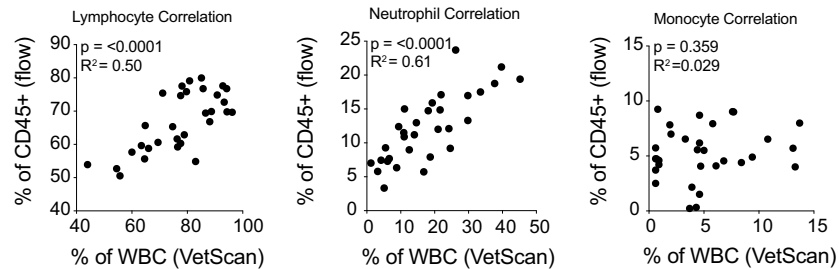 Lymphocyte Correlation
p = <0.0001
R² = 0.50
% of CD45+ (flow)
90
80
70
60
50
40
40 60 80 100
% of WBC (VetScan)
Neutrophil Correlation
p = <0.0001
R² = 0.61
% of CD45+ (flow)
25
20
15
10
5
0
0 10 20 30 40 50
% of WBC (VetScan)
Monocyte Correlation
p = 0.359
R²=0.029
% of CD45+ (flow)
15
10
5
0
0 5 10 15
% of WBC (VetScan)